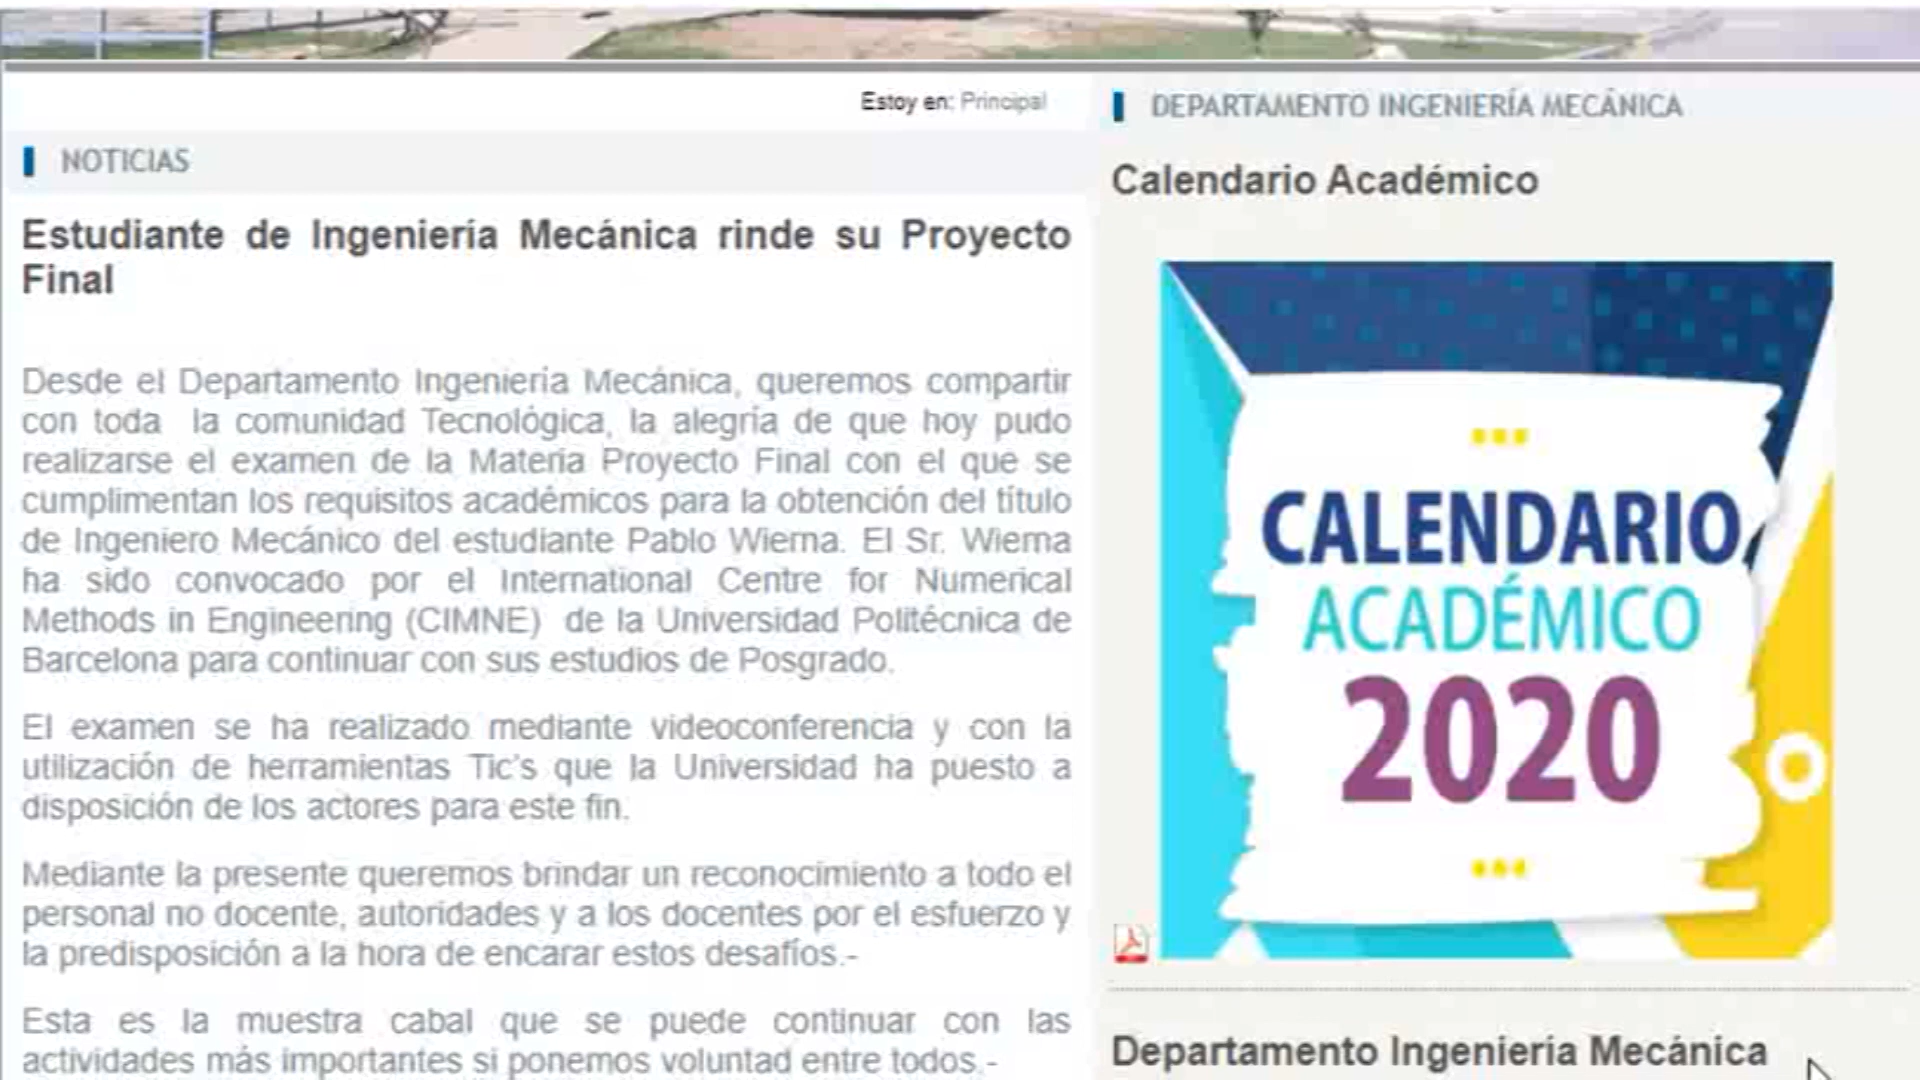 Estoy en: Principal
NOTICIAS
Estudiante de Ingeniería Mecánica rinde su Proyecto
Final
Desde el Departamento Ingeniería Mecánica, queremos compartir
con toda la comunidad Tecnológica, la alegría de que hoy pudo
realizarse el examen de la Materia Proyecto Final con el que se
cumplimentan los requisitos académicos para la obtención del título
de Ingeniero Mecánico del estudiante Pablo Wierna. El Sr. Wierna
ha sido convocado por el International Centre for Numerical
Methods in Engineering (CIMNE) de la Universidad Politécnica de
Barcelona para continuar con sus estudios de Posgrado.
El examen se ha realizado mediante videoconferencia y con la
utilización de herramientas Tic's que la Universidad ha puesto a
disposición de los actores para este fin.
Mediante la presente queremos brindar un reconocimiento a todo el
personal no docente, autoridades y a los docentes por el esfuerzo y
la predisposición a la hora de encarar estos desafíos.-
Esta es la muestra cabal que se puede continuar con las
actividades más importantes si ponemos voluntad entre todos.-
DEPARTAMENTO INGENIERÍA MECÁNICA
Calendario Académico
CALENDARIO
ACADÉMICO
2020
Departamento Ingeniería Mecánica